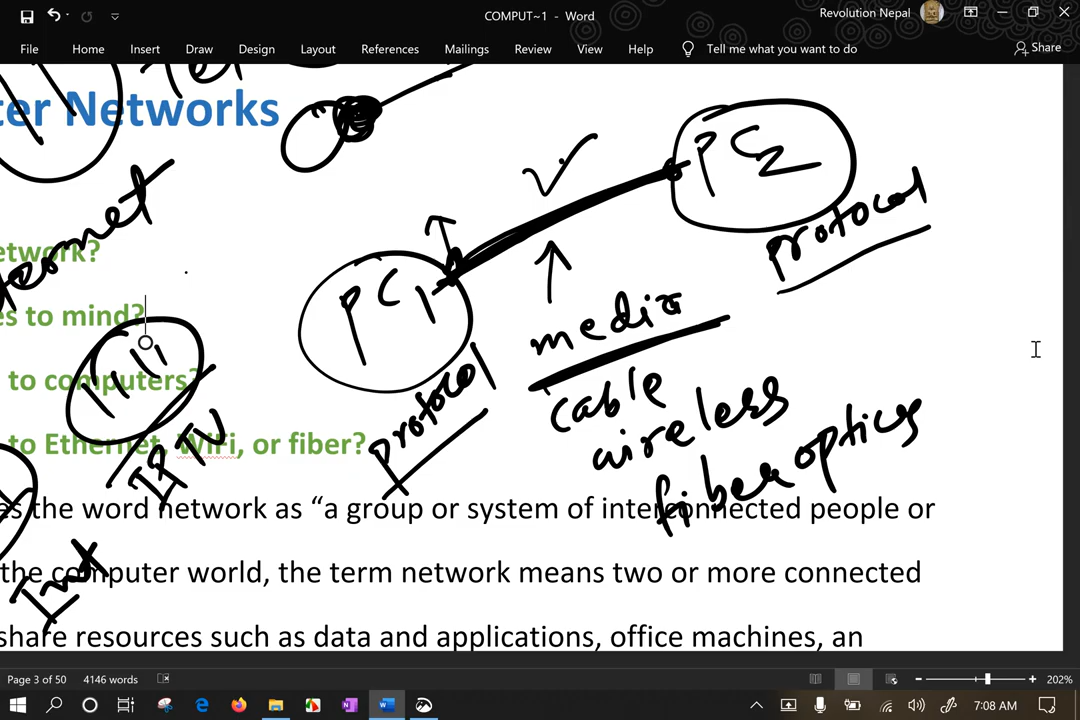 COMPUT~1 - Word
Revolution Nepal
File Home Insert Draw Design Layout References Mailings Review View Help Tell me what you want to do Share
ter Networks
PC2
protocol
etwork?
PC1
media
es to mind?
protocol
cable
to computers?
wireless
fiber optics
to Ethernet, WiFi, or fiber?
IPTV
es the word network as “a group or system of interconnected people or
the computer world, the term network means two or more connected
share resources such as data and applications, office machines, an
Page 3 of 50 4146 words 202%
7:08 AM